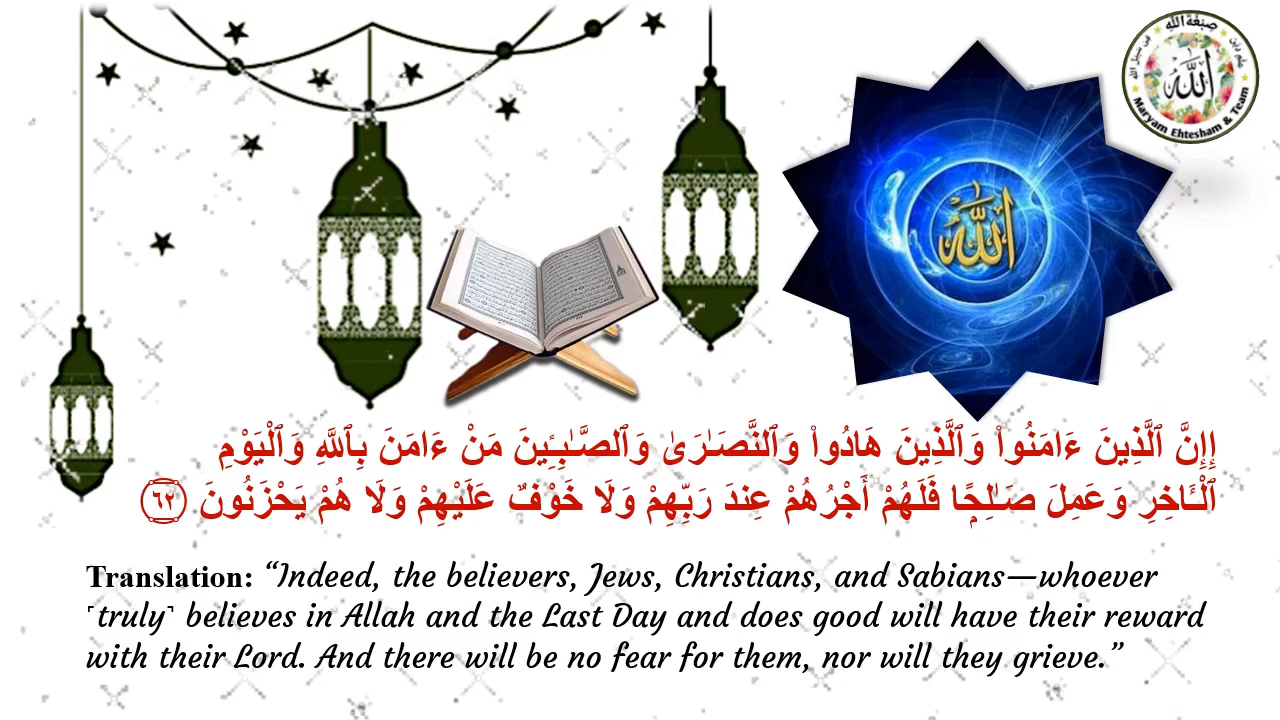 صِبْغَةَ اللّٰهِ
اللّٰه
Maryam Ehtesham & Team
اللّٰه
إِإِنَّ ٱلَّذِينَ ءَامَنُوا۟ وَٱلَّذِينَ هَادُوا۟ وَٱلنَّصَـٰرَىٰ وَٱلصَّـٰبِـِٔينَ مَنْ ءَامَنَ بِٱللَّهِ وَٱلْيَوْمِ
ٱلْـَٔاخِرِ وَعَمِلَ صَـٰلِحًۭا فَلَهُمْ أَجْرُهُمْ عِندَ رَبِّهِمْ وَلَا خَوْفٌ عَلَيْهِمْ وَلَا هُمْ يَحْزَنُونَ ٦٢
Translation: “Indeed, the believers, Jews, Christians, and Sabians—whoever
˹truly˺ believes in Allah and the Last Day and does good will have their reward
with their Lord. And there will be no fear for them, nor will they grieve.”